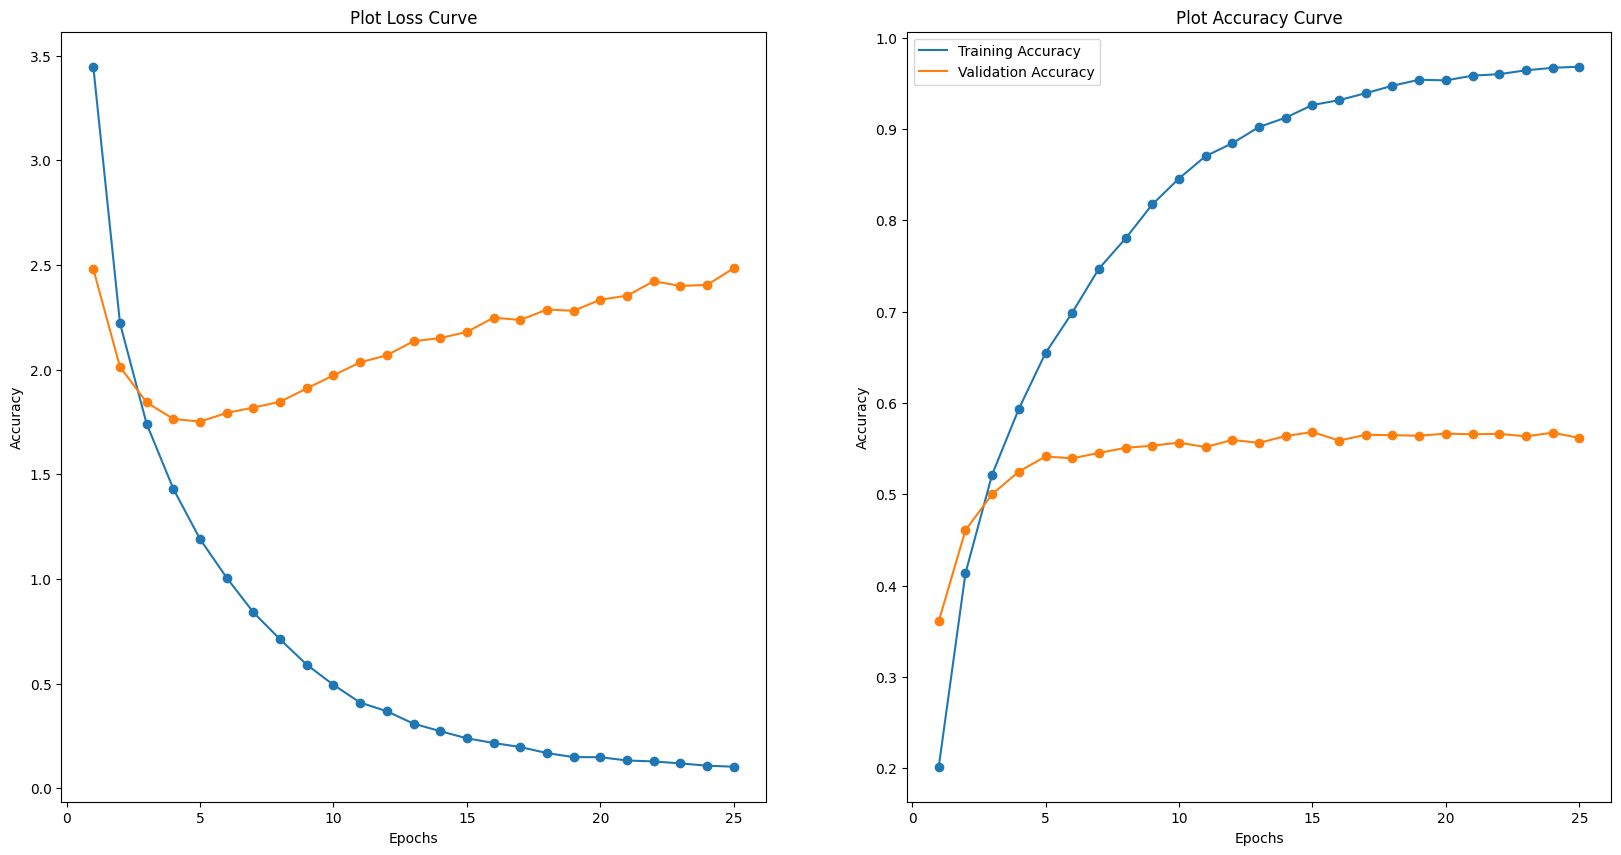 Plot Loss Curve
3.5
3.0
2.5
2.0
1.5
1.0
0.5
0.0
Accuracy
0 5 10 15 20 25
Epochs
Plot Accuracy Curve
Training Accuracy
Validation Accuracy
1.0
0.9
0.8
0.7
0.6
0.5
0.4
0.3
0.2
Accuracy
0 5 10 15 20 25
Epochs